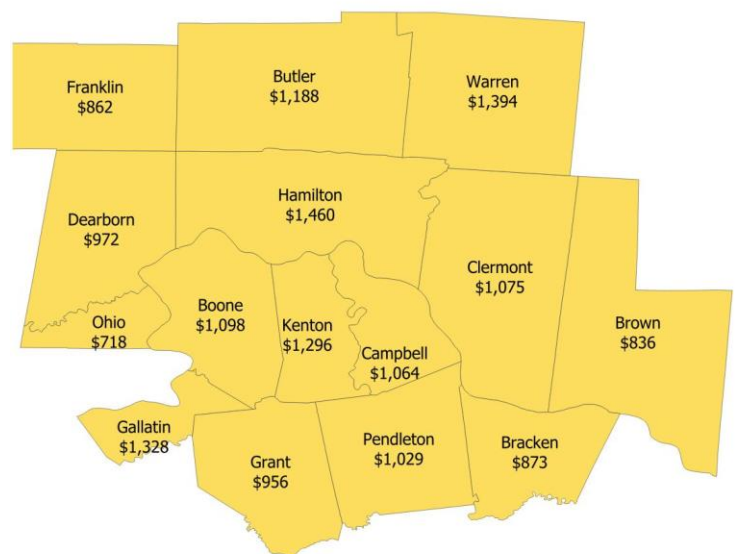 Franklin
$862
Butler
$1,188
Warren
$1,394
Dearborn
$972
Hamilton
$1,460
Clermont
$1,075
Ohio
$718
Boone
$1,098
Kenton
$1,296
Campbell
$1,064
Brown
$836
Gallatin
$1,328
Grant
$956
Pendleton
$1,029
Bracken
$873